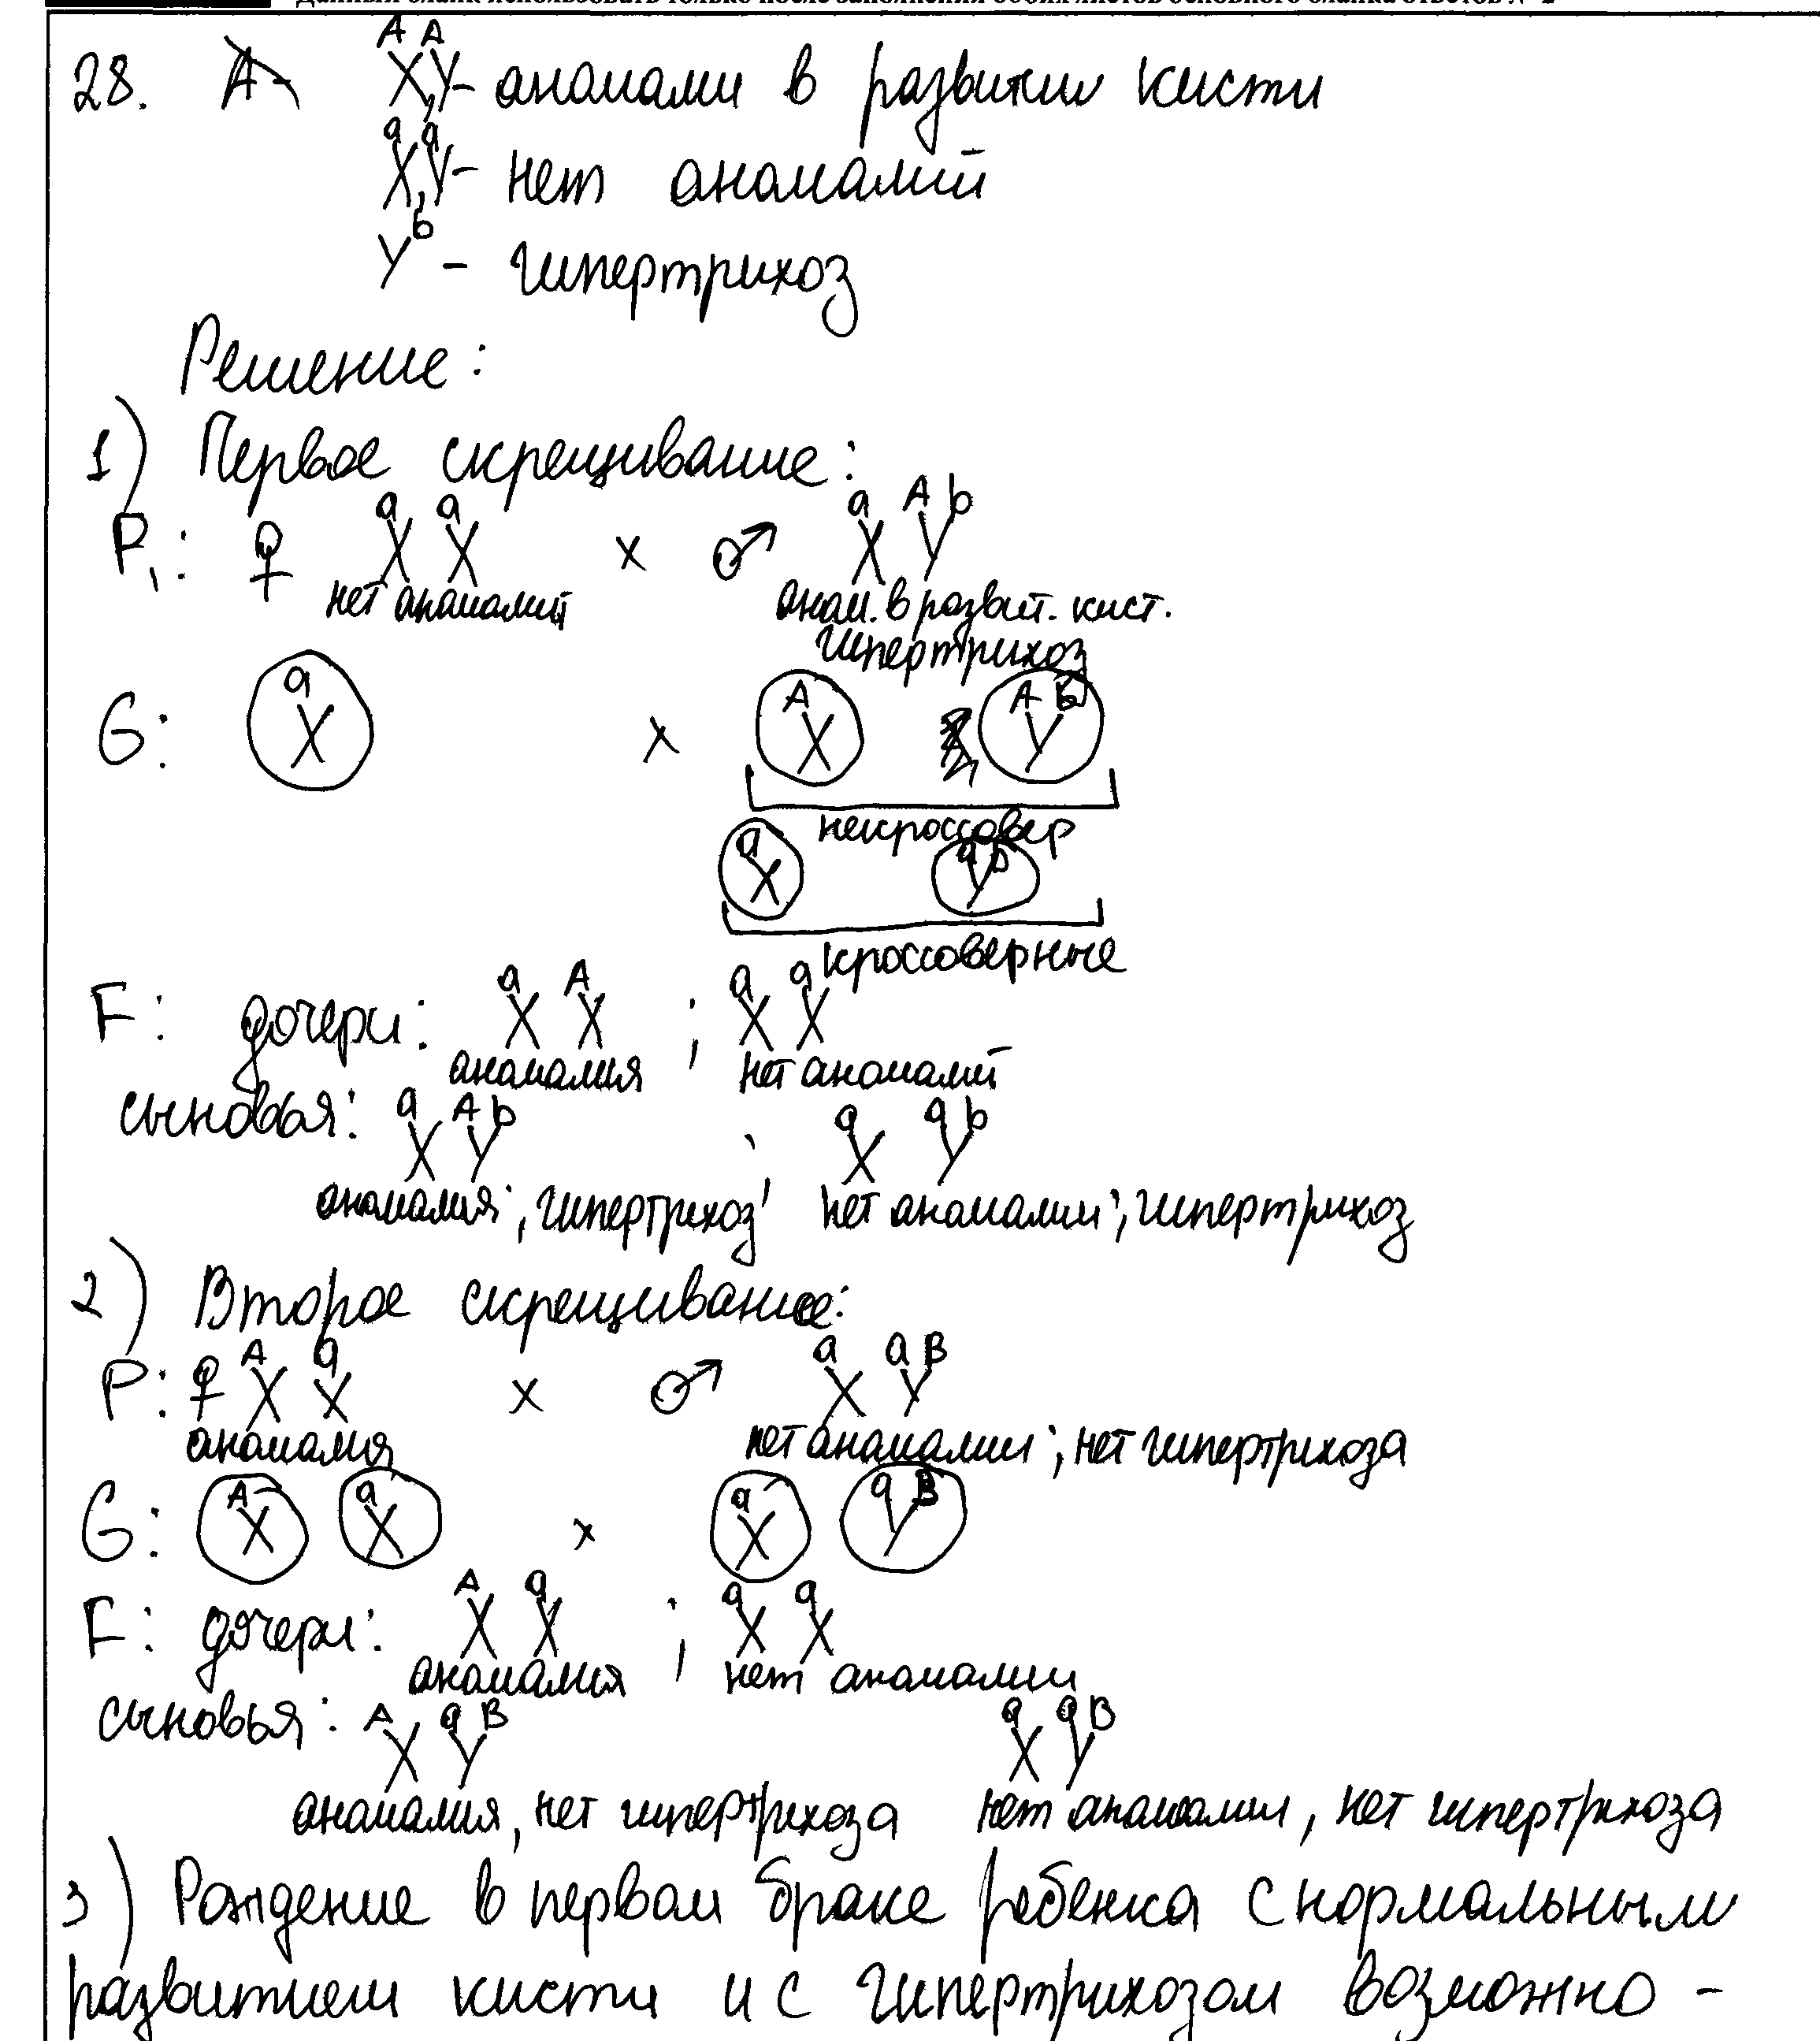 Данный бланк использовать только после заполнения обоих листов основного бланка ответов № 2
28. X^A, Y^A - аномалии в развитии кисти
X^a, Y^a - нет аномалий
Y^b - гипертрихоз
Решение:
1) Первое скрещивание:
P₁: ♀ X^a X^a × ♂ X^a Y^Ab
нет аномалий анам. в развит. кист.
гипертрихоз
G: X^a × X^A Y^Ab
некроссовер
X^a Y^ab
кроссоверные
F: дочери: X^a X^A ; X^a X^a
аномалия нет аномалий
сыновья: X^a Y^Ab ; X^a Y^ab
аномалия; гипертрихоз; нет аномалии; гипертрихоз
2) Второе скрещивание:
P: ♀ X^A X^a × ♂ X^a Y^aB
аномалия нет аномалии; нет гипертрихоза
G: X^A X^a × X^a Y^aB
F: дочери: X^A X^a ; X^a X^a
аномалия нет аномалии
сыновья: X^A Y^aB X^a Y^aB
аномалия, нет гипертрихоза нет аномалии, нет гипертрихоза
3) Рождение в первом браке ребенка с нормальным
развитием кисти и с гипертрихозом возможно -